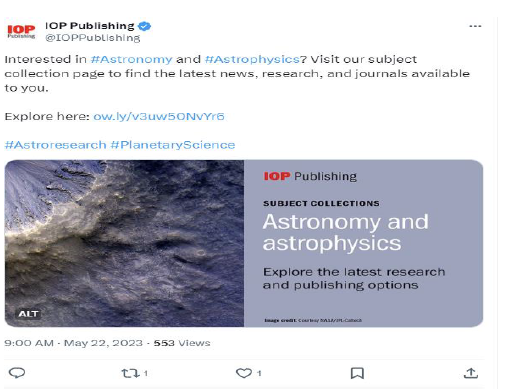 IOP Publishing
IOP Publishing
@IOPPublishing
Interested in #Astronomy and #Astrophysics? Visit our subject
collection page to find the latest news, research, and journals available
to you.
Explore here: ow.ly/v3uw50NvYr6
#Astroresearch #PlanetaryScience
IOP Publishing
SUBJECT COLLECTIONS
Astronomy and
astrophysics
Explore the latest research
and publishing options
Image credit: Courtesy NASA/JPL-Caltech
ALT
9:00 AM · May 22, 2023 · 553 Views
1
1